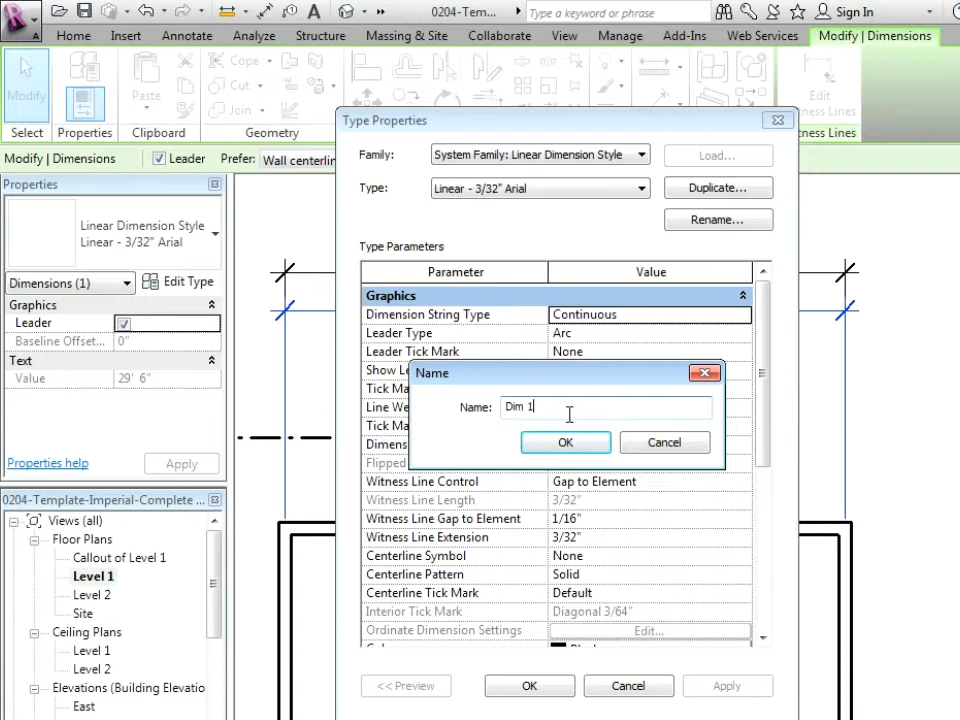 0204-Tem...
Type a keyword or phrase
Sign In
Home
Insert
Annotate
Analyze
Structure
Massing & Site
Collaborate
View
Manage
Add-Ins
Web Services
Modify | Dimensions
Modify
Cope
Cut
Join
Paste
Edit
Select
Properties
Clipboard
Geometry
Modify | Dimensions
Leader
Prefer:
Properties
Linear Dimension Style
Linear - 3/32" Arial
Dimensions (1)
Edit Type
Graphics
Leader
Baseline Offset...
0"
Text
Value
29' 6"
Properties help
Apply
0204-Template-Imperial-Complete ...
Views (all)
Floor Plans
Callout of Level 1
Level 1
Level 2
Site
Ceiling Plans
Level 1
Level 2
Elevations (Building Elevatio
East
Type Properties
Family:
System Family: Linear Dimension Style
Load...
Type:
Linear - 3/32" Arial
Duplicate...
Rename...
Type Parameters
Parameter
Value
Graphics
Dimension String Type
Continuous
Leader Type
Arc
Leader Tick Mark
None
Name
Name:
Dim 1
OK
Cancel
Witness Line Control
Gap to Element
Witness Line Length
3/32"
Witness Line Gap to Element
1/16"
Witness Line Extension
3/32"
Centerline Symbol
None
Centerline Pattern
Solid
Centerline Tick Mark
Default
Interior Tick Mark
Diagonal 3/64"
Ordinate Dimension Settings
Edit...
<< Preview
OK
Cancel
Apply